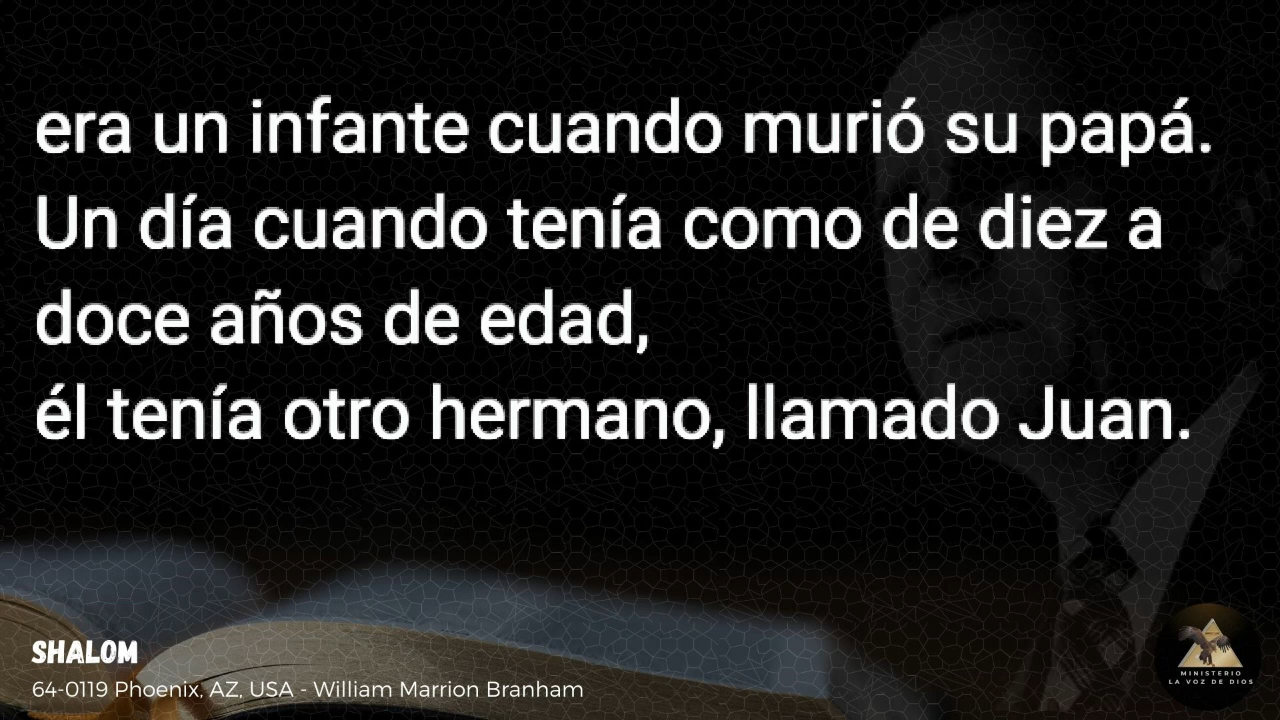 era un infante cuando murió su papá.
Un día cuando tenía como de diez a
doce años de edad,
él tenía otro hermano, llamado Juan.
SHALOM
64-0119 Phoenix, AZ, USA - William Marrion Branham
MINISTERIO
LA VOZ DE DIOS